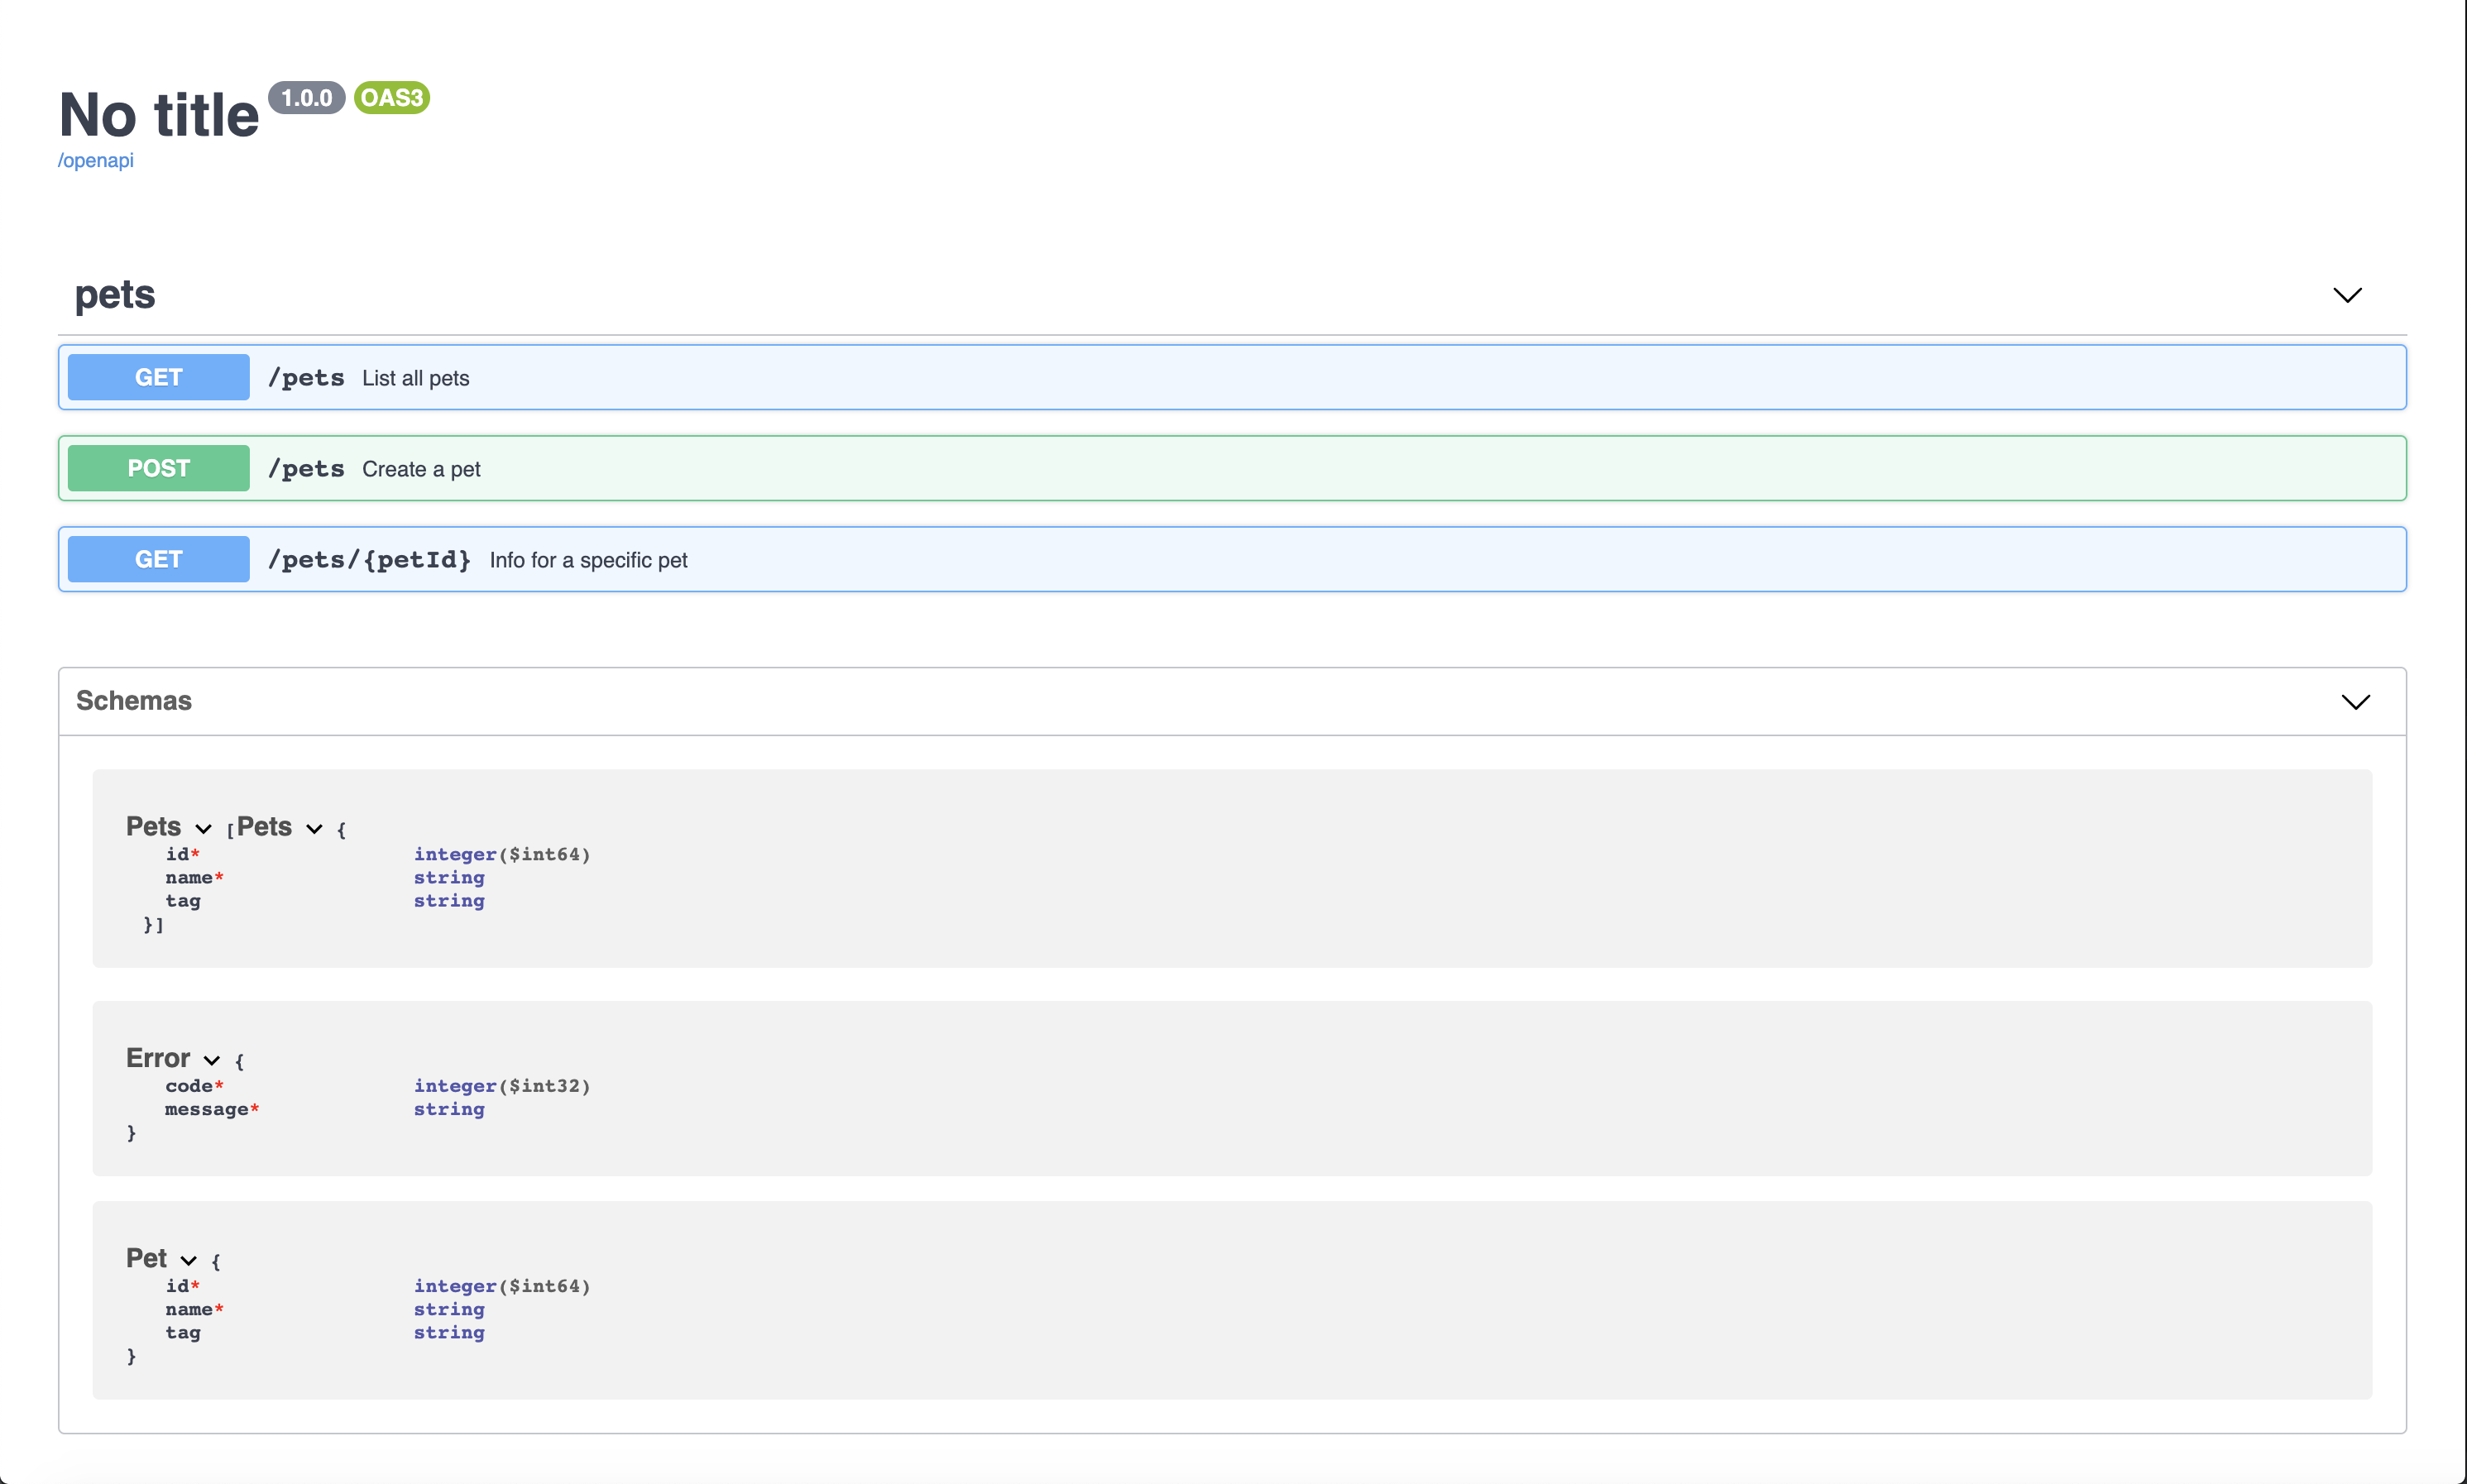 No title 1.0.0 OAS3
/openapi
pets
GET /pets List all pets
POST /pets Create a pet
GET /pets/{petId} Info for a specific pet
Schemas
Pets [Pets {
id* integer($int64)
name* string
tag string
}]
Error {
code* integer($int32)
message* string
}
Pet {
id* integer($int64)
name* string
tag string
}